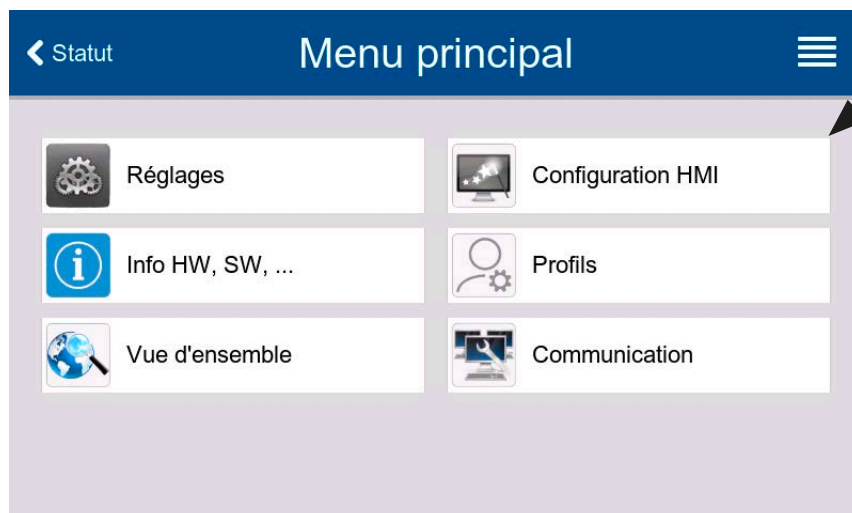 Statut
Menu principal
Réglages
Configuration HMI
Info HW, SW, ...
Profils
Vue d'ensemble
Communication